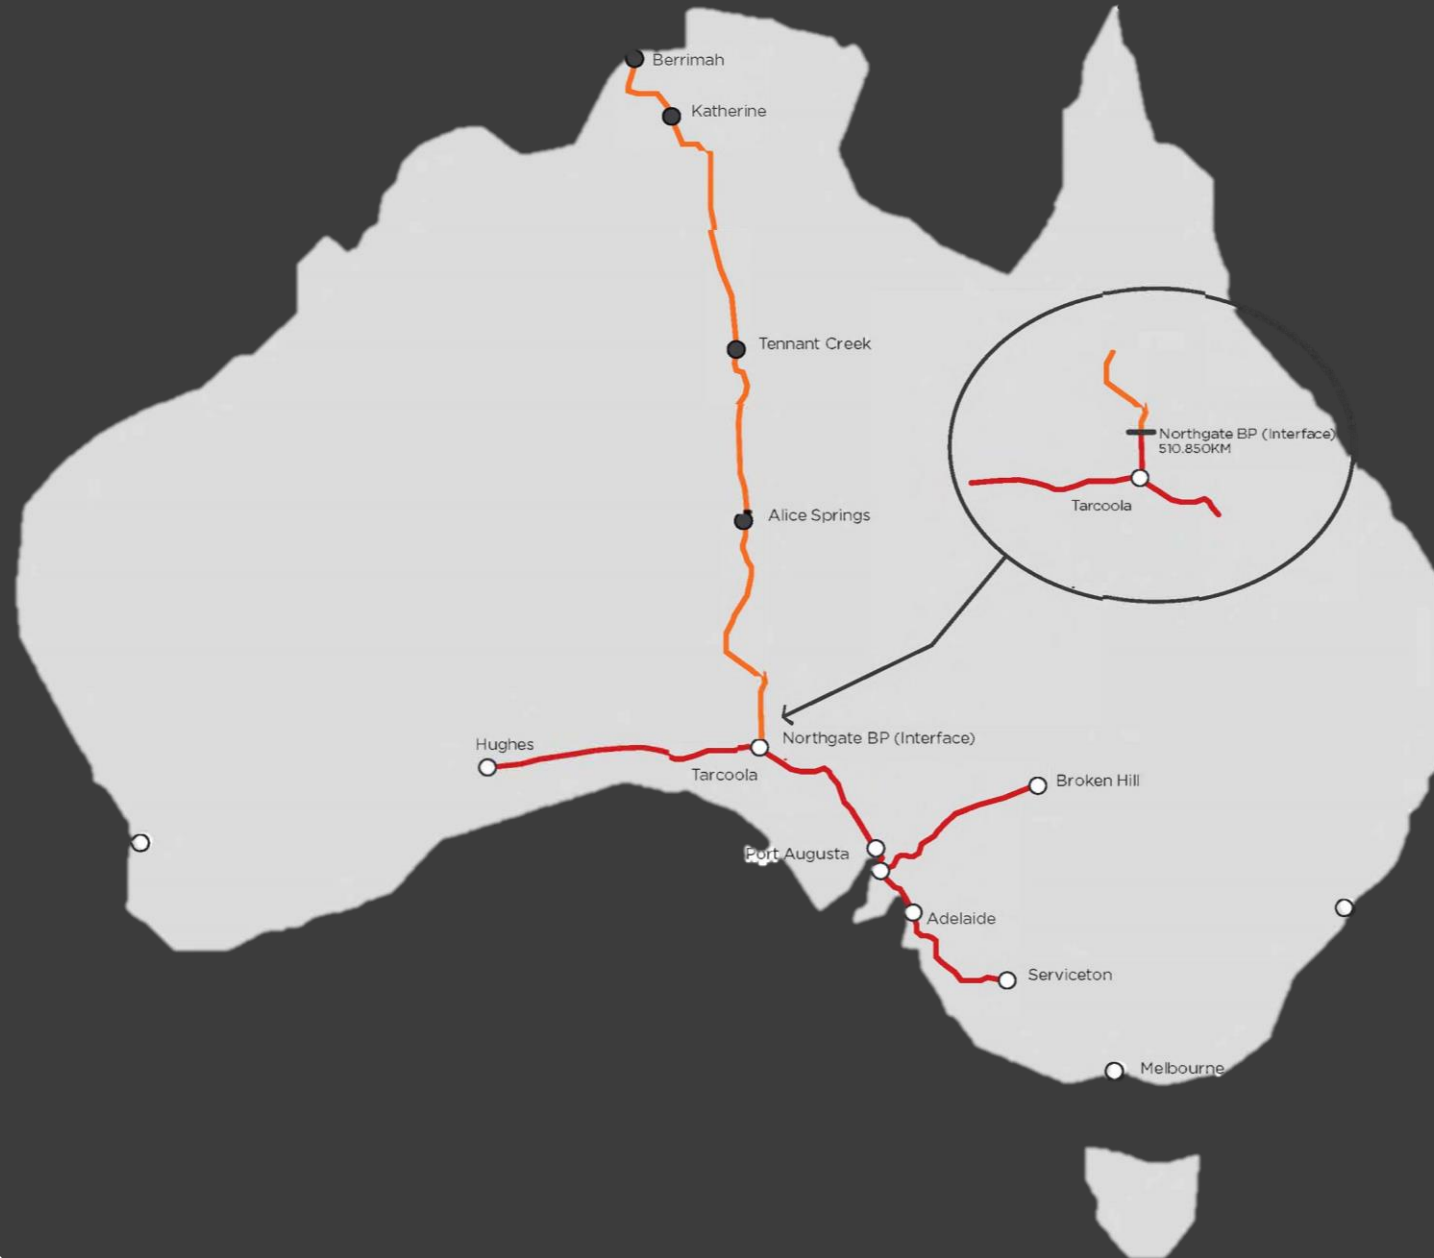 Berrimah
Katherine
Tennant Creek
Northgate BP (Interface)
510.850KM
Tarcoola
Alice Springs
Northgate BP (Interface)
Hughes
Tarcoola
Broken Hill
Port Augusta
Adelaide
Serviceton
Melbourne